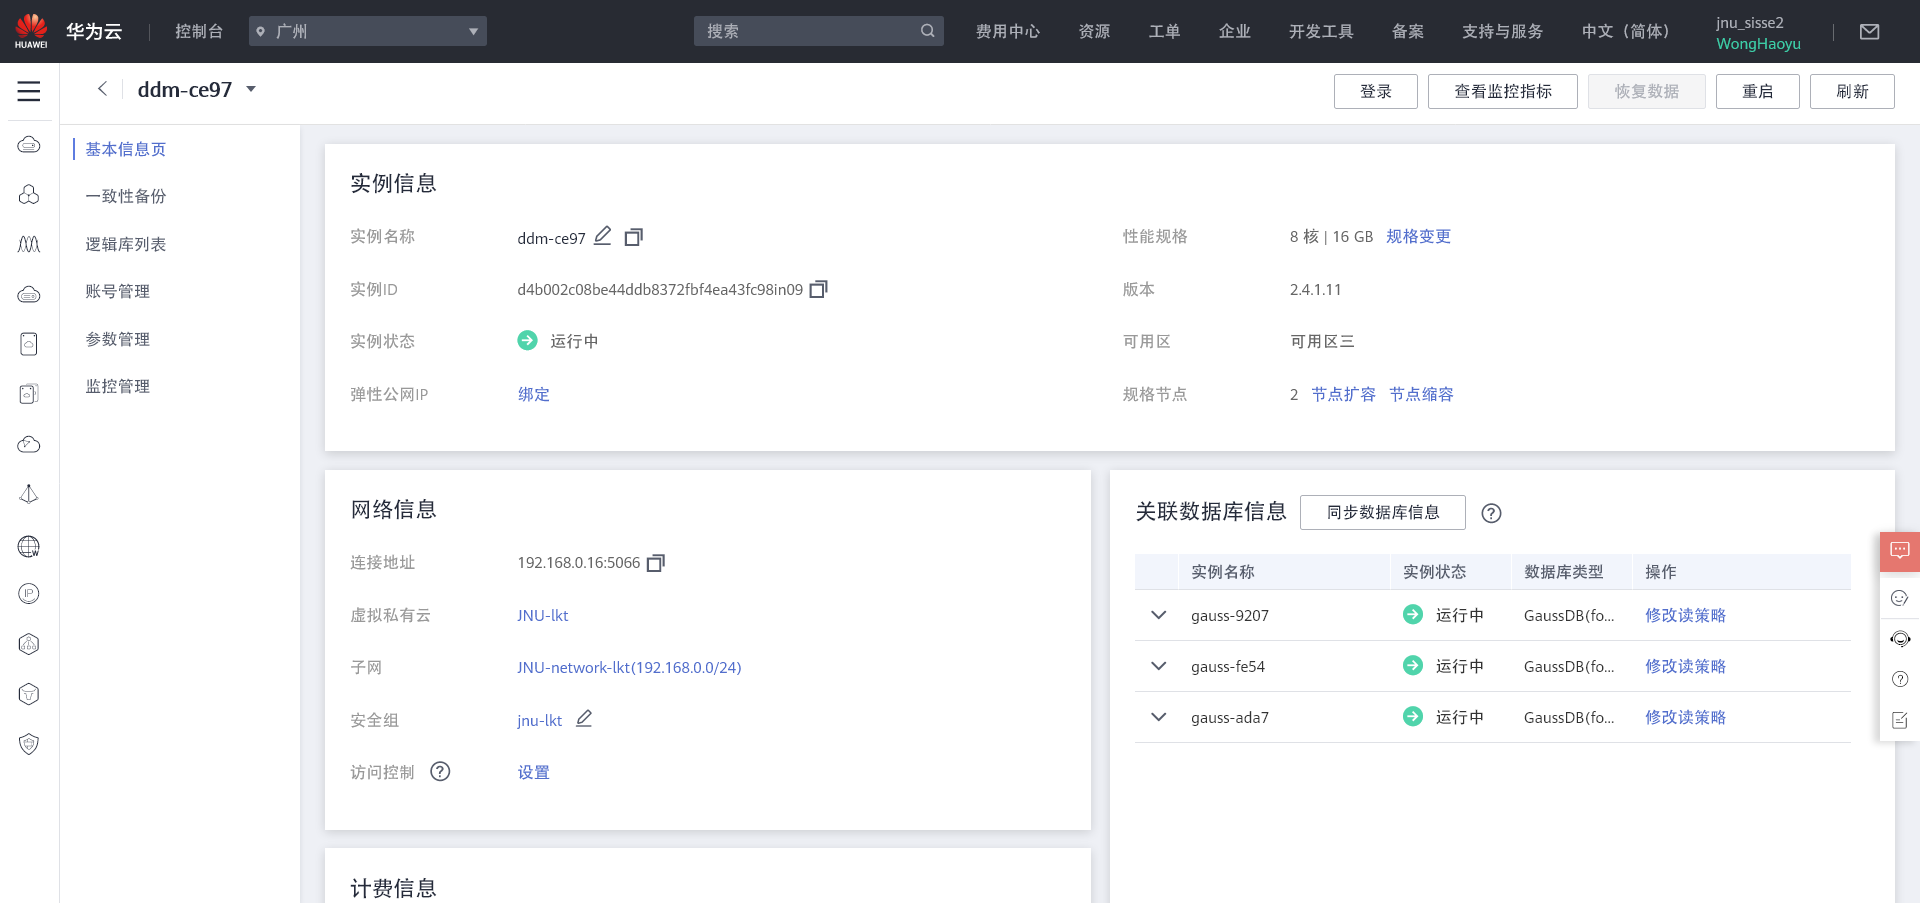 HUAWEI
华为云
控制台
广州
搜索
费用中心
资源
工单
企业
开发工具
备案
支持与服务
中文（简体）
jnu_sisse2
WongHaoyu
ddm-ce97
登录
查看监控指标
恢复数据
重启
刷新
基本信息页
一致性备份
逻辑库列表
账号管理
参数管理
监控管理
实例信息
实例名称 ddm-ce97
性能规格 8 核 | 16 GB 规格变更
实例ID d4b002c08be44ddb8372fbf4ea43fc98in09
版本 2.4.1.11
实例状态 运行中
可用区 可用区三
弹性公网IP 绑定
规格节点 2 节点扩容 节点缩容
网络信息
连接地址 192.168.0.16:5066
虚拟私有云 JNU-lkt
子网 JNU-network-lkt(192.168.0.0/24)
安全组 jnu-lkt
访问控制 ? 设置
计费信息
关联数据库信息 同步数据库信息 ?
实例名称 实例状态 数据库类型 操作
gauss-9207 运行中 GaussDB(fo... 修改读策略
gauss-fe54 运行中 GaussDB(fo... 修改读策略
gauss-ada7 运行中 GaussDB(fo... 修改读策略
IP